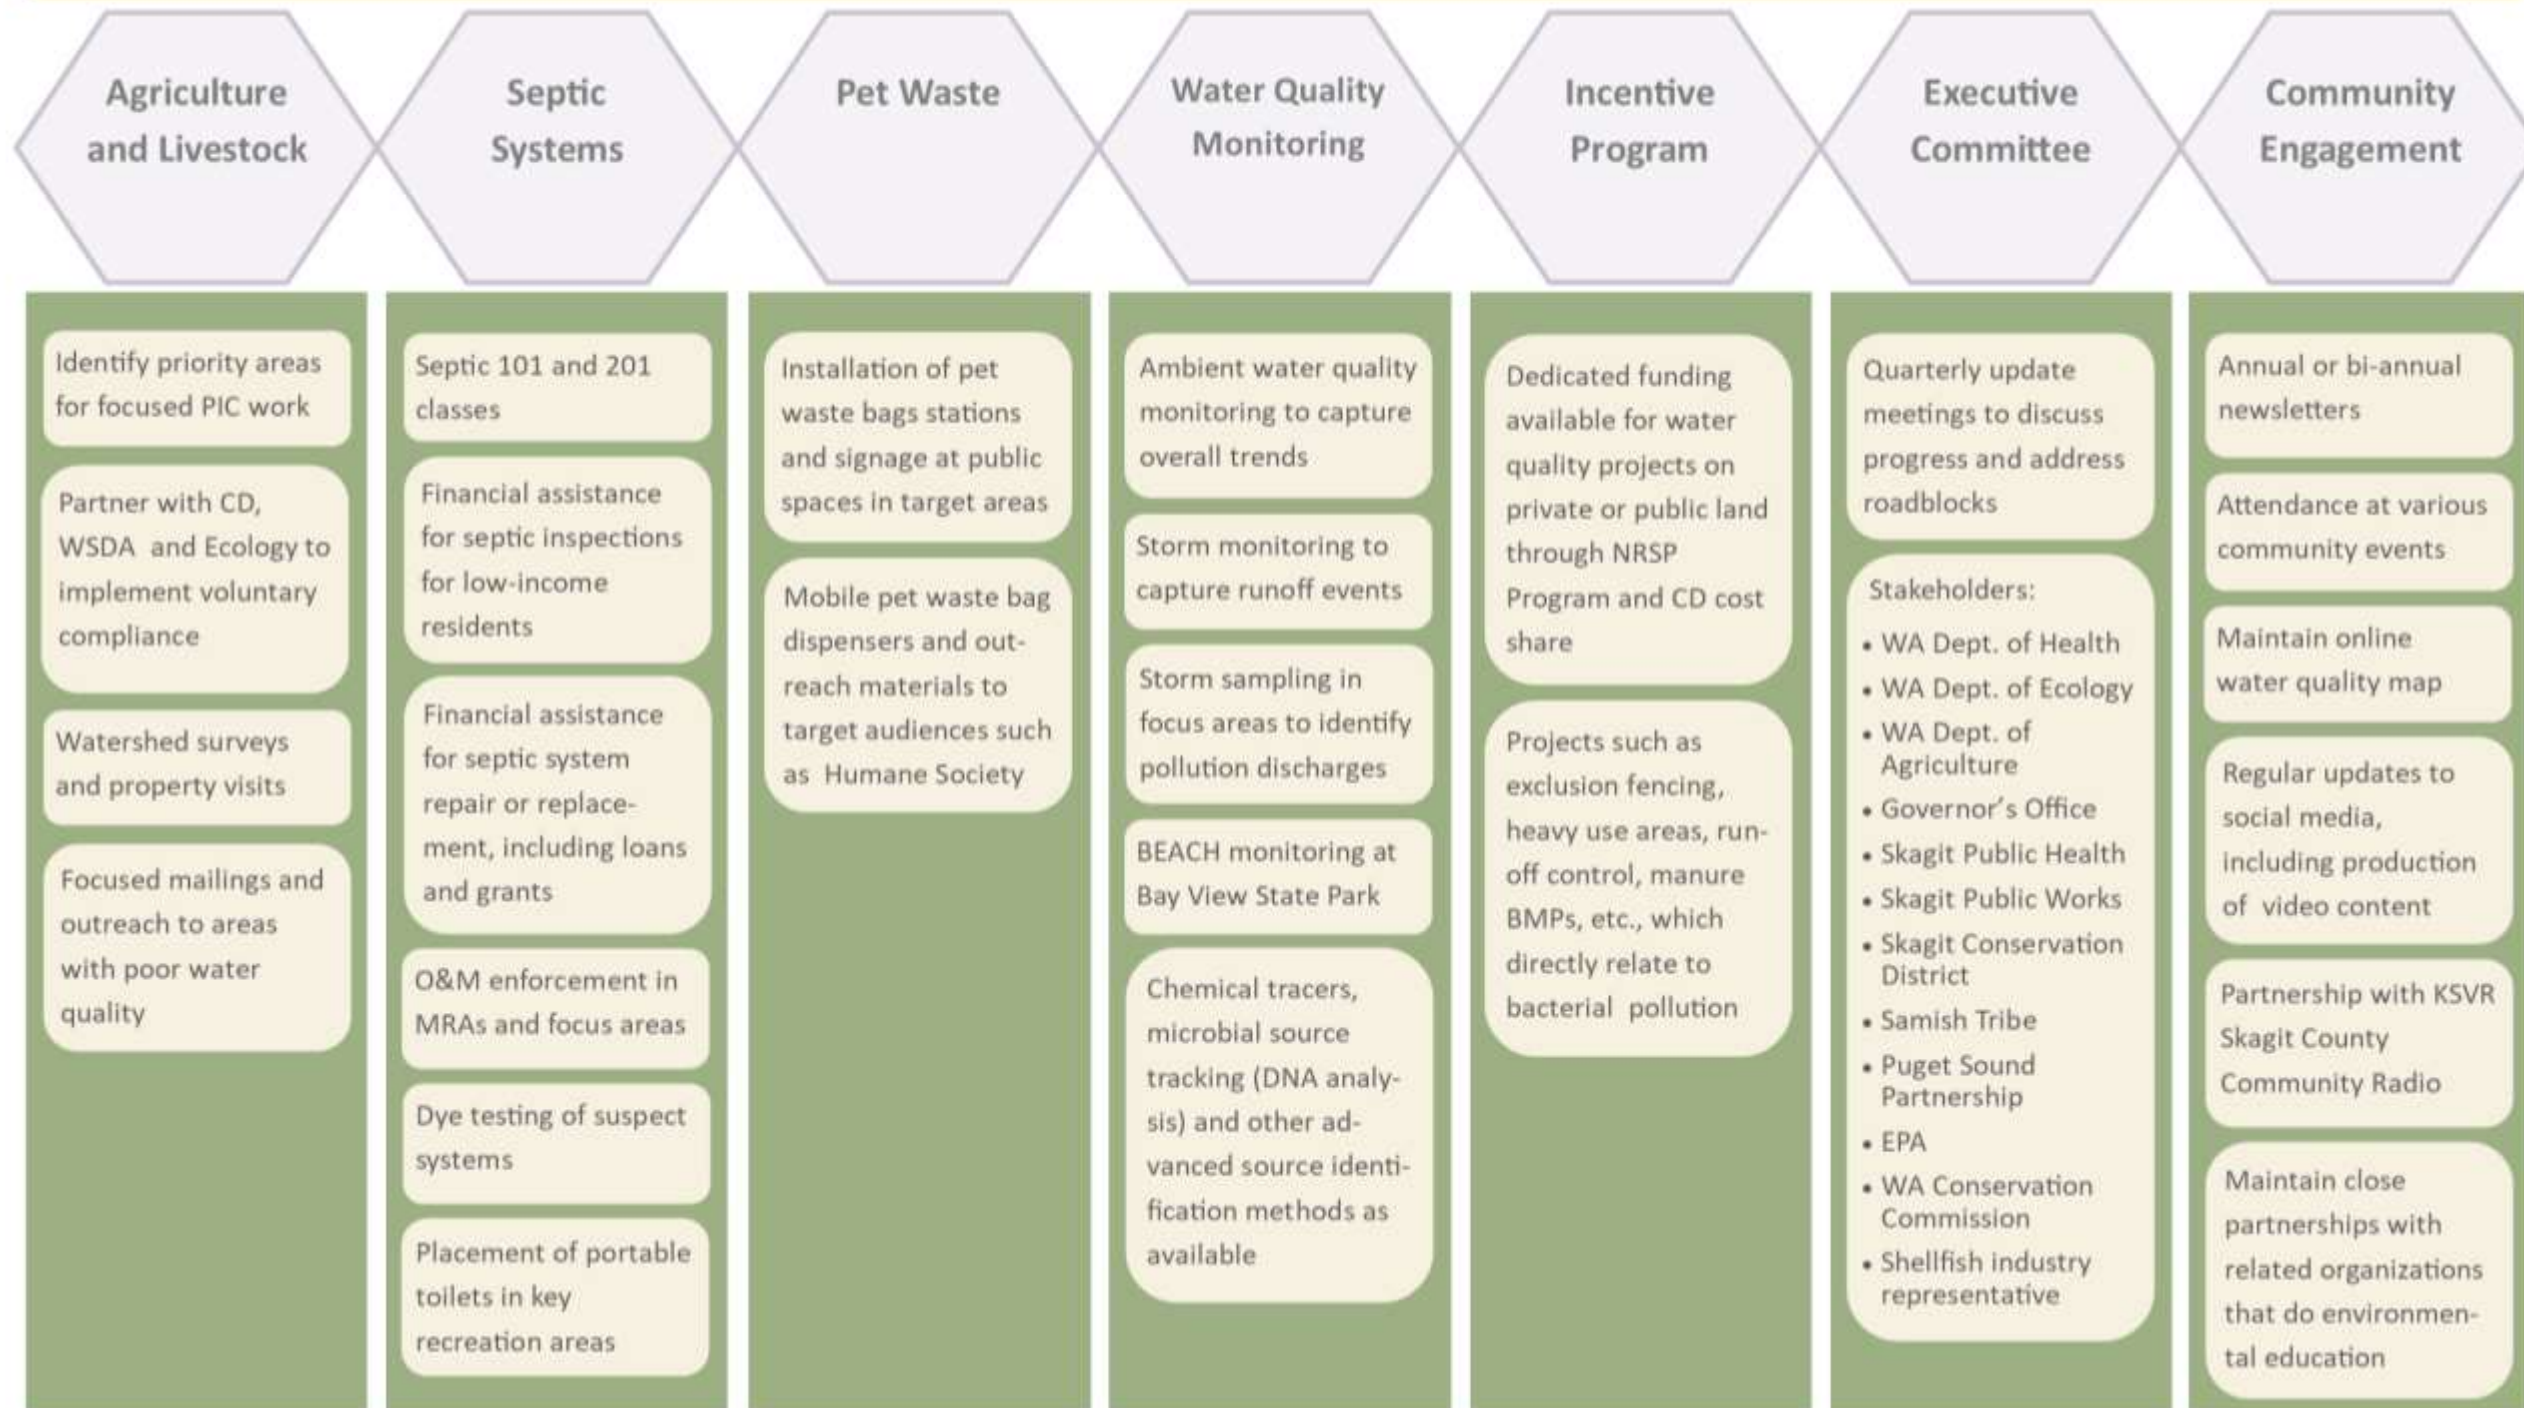 Agriculture
and Livestock
Septic
Systems
Pet Waste
Water Quality
Monitoring
Incentive
Program
Executive
Committee
Community
Engagement
Identify priority areas
for focused PIC work
Partner with CD,
WSDA and Ecology to
implement voluntary
compliance
Watershed surveys
and property visits
Focused mailings and
outreach to areas
with poor water
quality
Septic 101 and 201
classes
Financial assistance
for septic inspections
for low-income
residents
Financial assistance
for septic system
repair or replace-
ment, including loans
and grants
O&M enforcement in
MRAs and focus areas
Dye testing of suspect
systems
Placement of portable
toilets in key
recreation areas
Installation of pet
waste bags stations
and signage at public
spaces in target areas
Mobile pet waste bag
dispensers and out-
reach materials to
target audiences such
as Humane Society
Ambient water quality
monitoring to capture
overall trends
Storm monitoring to
capture runoff events
Storm sampling in
focus areas to identify
pollution discharges
BEACH monitoring at
Bay View State Park
Chemical tracers,
microbial source
tracking (DNA analy-
sis) and other ad-
vanced source identi-
fication methods as
available
Dedicated funding
available for water
quality projects on
private or public land
through NRSP
Program and CD cost
share
Projects such as
exclusion fencing,
heavy use areas, run-
off control, manure
BMPs, etc., which
directly relate to
bacterial pollution
Quarterly update
meetings to discuss
progress and address
roadblocks
Stakeholders:
• WA Dept. of Health
• WA Dept. of Ecology
• WA Dept. of
Agriculture
• Governor's Office
• Skagit Public Health
• Skagit Public Works
• Skagit Conservation
District
• Samish Tribe
• Puget Sound
Partnership
• EPA
• WA Conservation
Commission
• Shellfish industry
representative
Annual or bi-annual
newsletters
Attendance at various
community events
Maintain online
water quality map
Regular updates to
social media,
including production
of video content
Partnership with KSVR
Skagit County
Community Radio
Maintain close
partnerships with
related organizations
that do environmen-
tal education